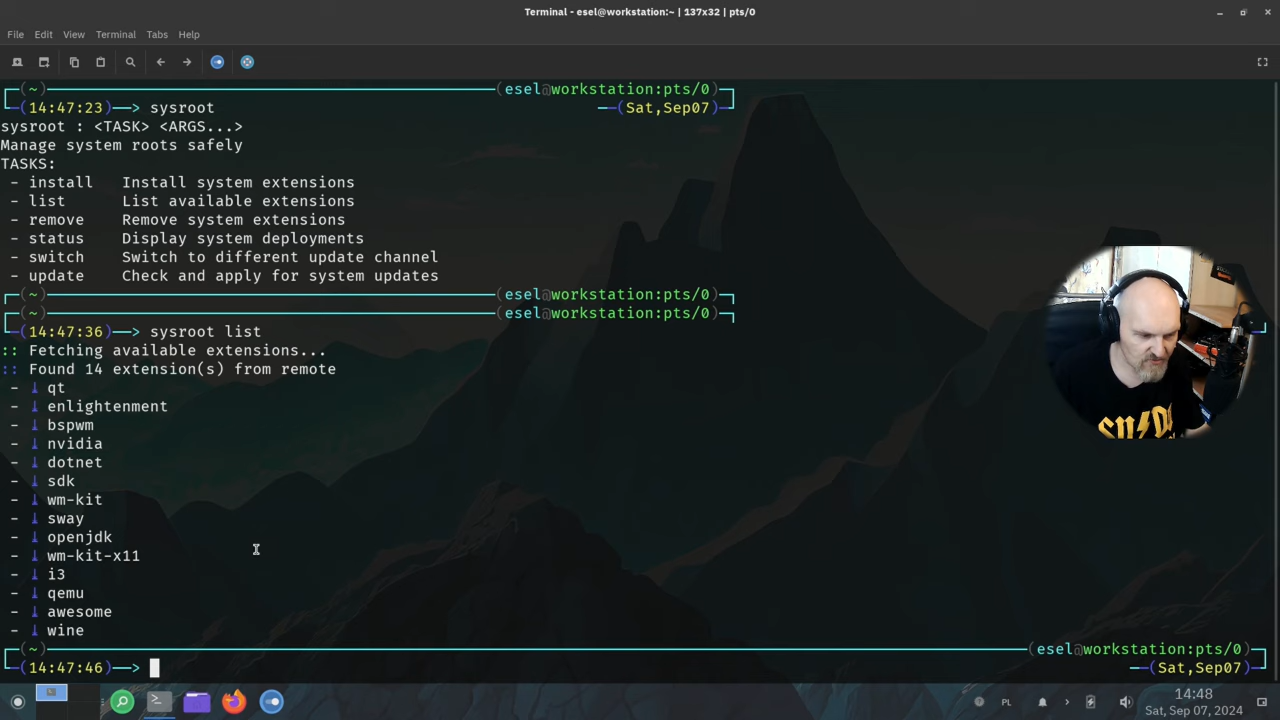 Terminal - esel@workstation:~ | 137x32 | pts/0
File Edit View Terminal Tabs Help
┌─(~)───(esel@workstation:pts/0)─┐
└─(14:47:23)──> sysroot ──(Sat,Sep07)─┘
sysroot : <TASK> <ARGS...>
Manage system roots safely
TASKS:
- install Install system extensions
- list List available extensions
- remove Remove system extensions
- status Display system deployments
- switch Switch to different update channel
- update Check and apply for system updates
┌─(~)───(esel@workstation:pts/0)─┐
┌─(~)───(esel@workstation:pts/0)─┐
└─(14:47:36)──> sysroot list
:: Fetching available extensions...
:: Found 14 extension(s) from remote
- qt
- enlightenment
- bspwm
- nvidia
- dotnet
- sdk
- wm-kit
- sway
- openjdk
- wm-kit-x11
- i3
- qemu
- awesome
- wine
┌─(~)───(esel@workstation:pts/0)─┐
└─(14:47:46)──> ──(Sat,Sep07)─┘
PL
14:48
Sat, Sep 07, 2024